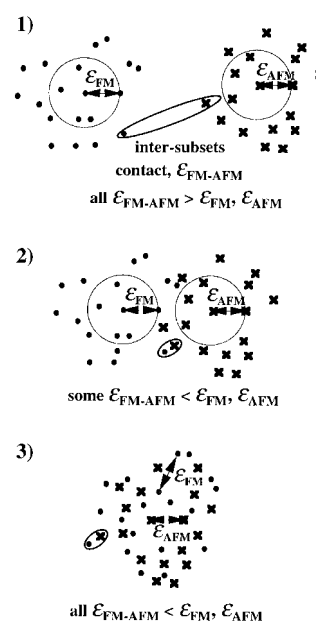 1)
ℰFM ℰAFM
inter-subsets
contact, ℰFM-AFM
all ℰFM-AFM > ℰFM, ℰAFM
2)
ℰFM ℰAFM
some ℰFM-AFM < ℰFM, ℰAFM
3)
ℰFM
ℰAFM
all ℰFM-AFM < ℰFM, ℰAFM